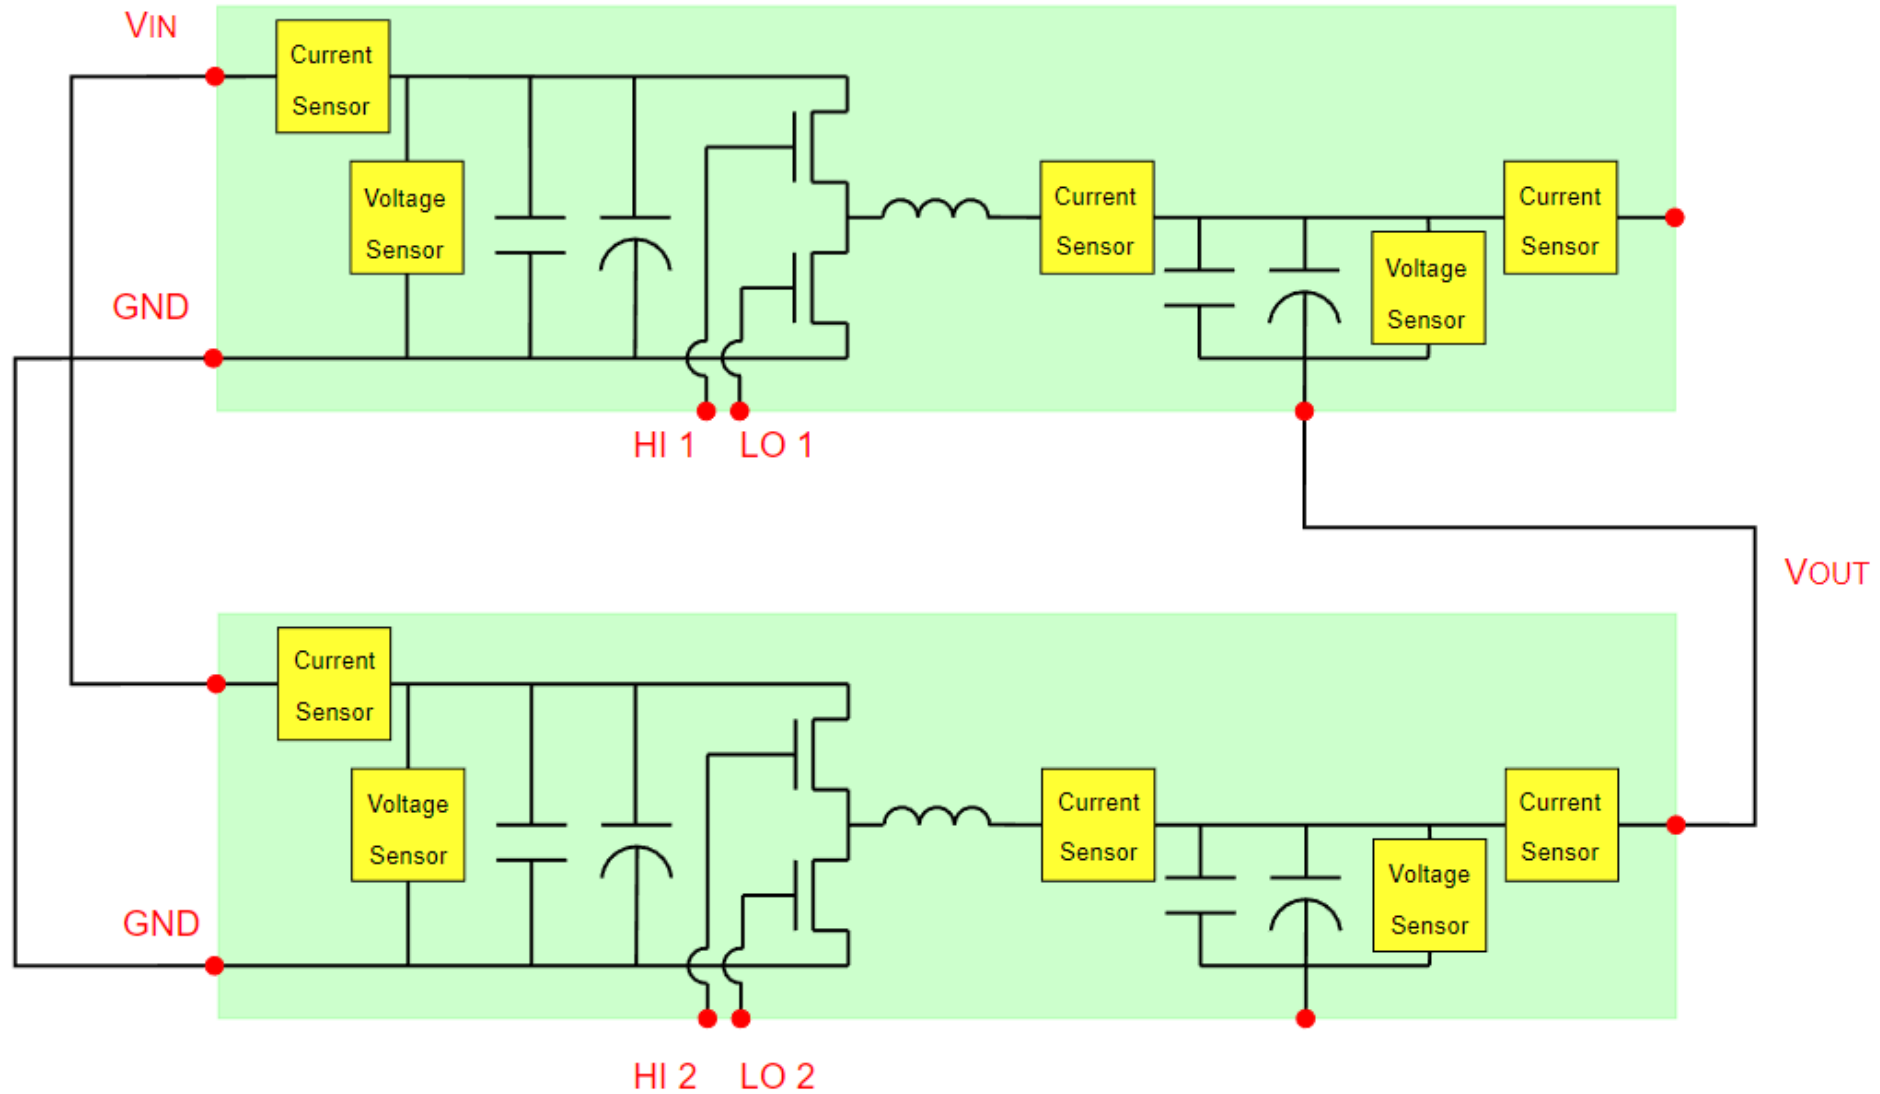 VIN
Current
Sensor
Voltage
Sensor
GND
HI 1
LO 1
Current
Sensor
Voltage
Sensor
Current
Sensor
VOUT
Current
Sensor
Voltage
Sensor
GND
HI 2
LO 2
Current
Sensor
Voltage
Sensor
Current
Sensor